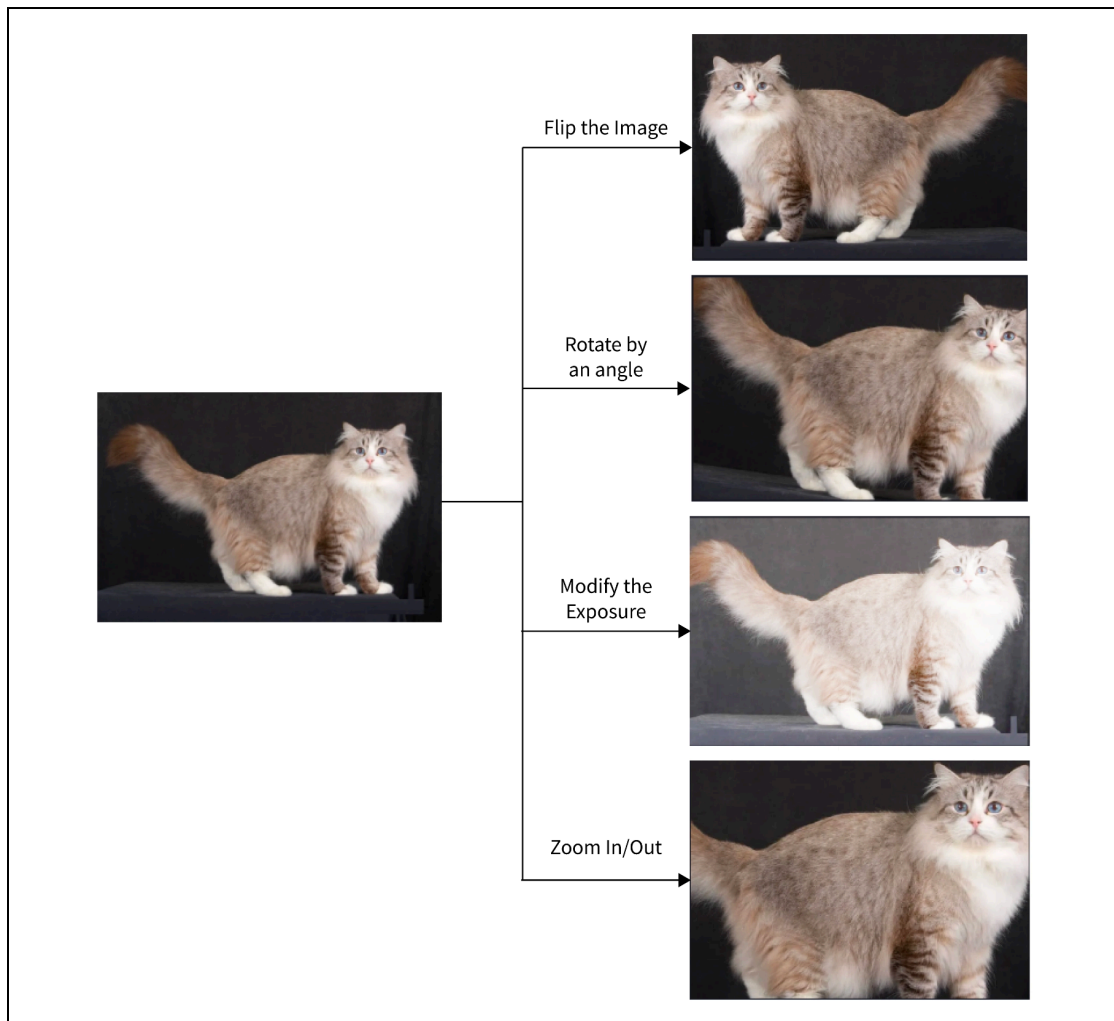 Flip the Image
Rotate by
an angle
Modify the
Exposure
Zoom In/Out